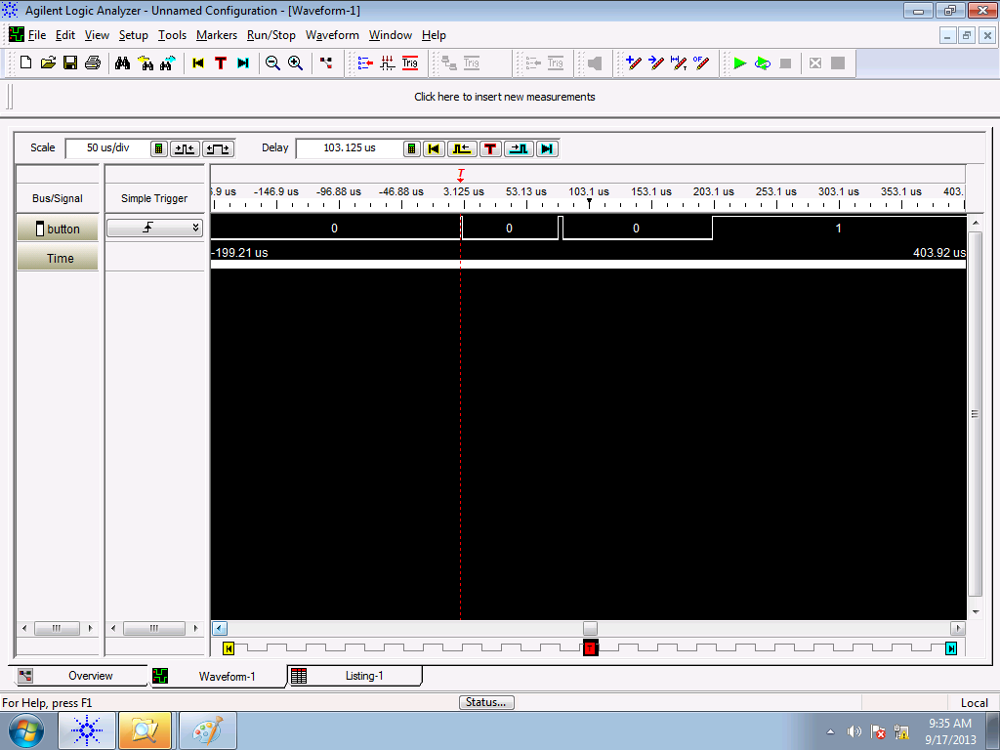 Agilent Logic Analyzer - Unnamed Configuration - [Waveform-1]
File Edit View Setup Tools Markers Run/Stop Waveform Window Help
T Trig Trig Trig
Click here to insert new measurements
Scale 50 us/div Delay 103.125 us T
T
Bus/Signal Simple Trigger 6.9 us -146.9 us -96.88 us -46.88 us 3.125 us 53.13 us 103.1 us 153.1 us 203.1 us 253.1 us 303.1 us 353.1 us 403.
button 0 0 0 1
Time -199.21 us 403.92 us
Overview Waveform-1 Listing-1
For Help, press F1 Status... Local
9:35 AM
9/17/2013